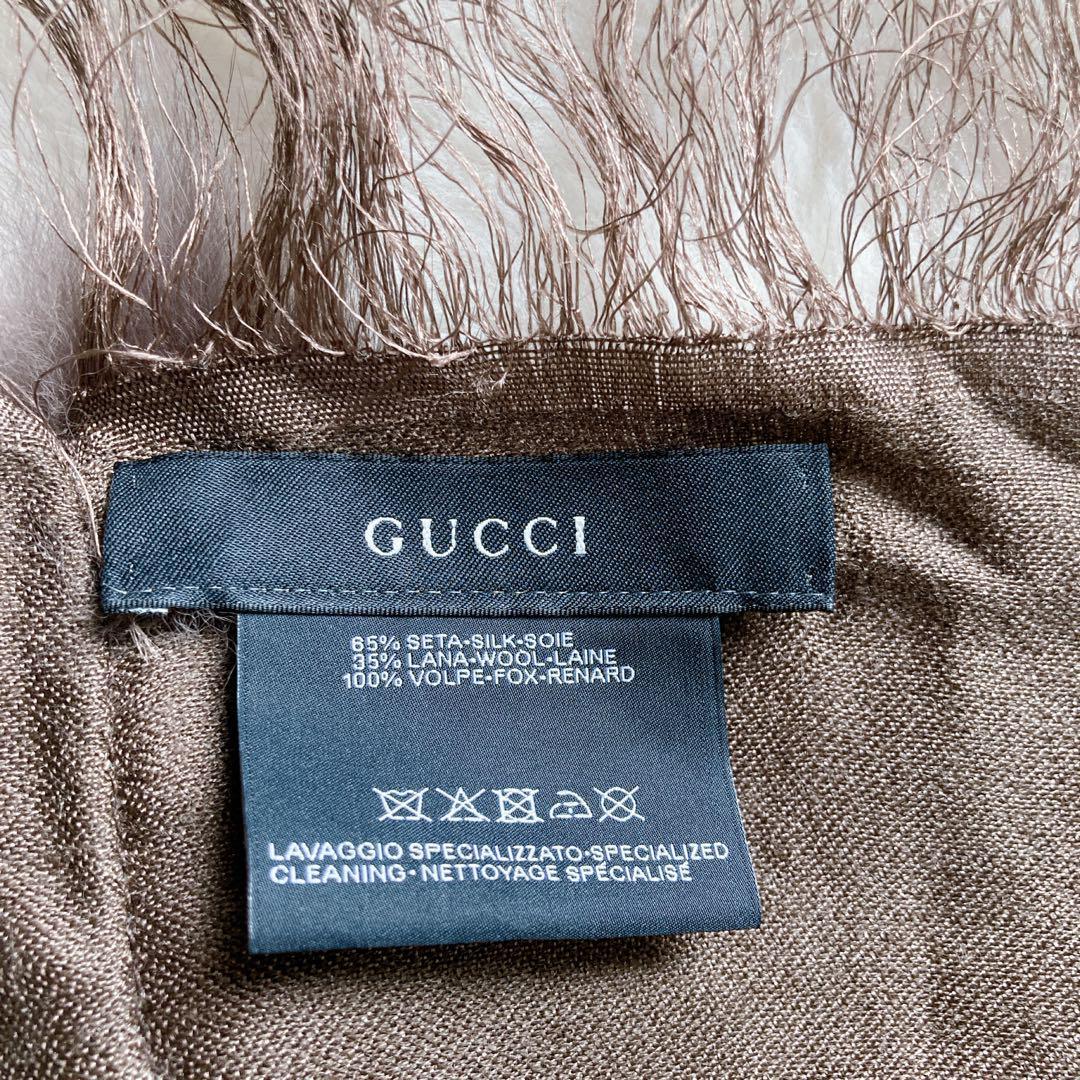 GUCCI
65% SETA-SILK-SOIE
35% LANA-WOOL-LAINE
100% VOLPE-FOX-RENARD
LAVAGGIO SPECIALIZZATO-SPECIALIZED
CLEANING-NETTOYAGE SPÉCIALISÉ